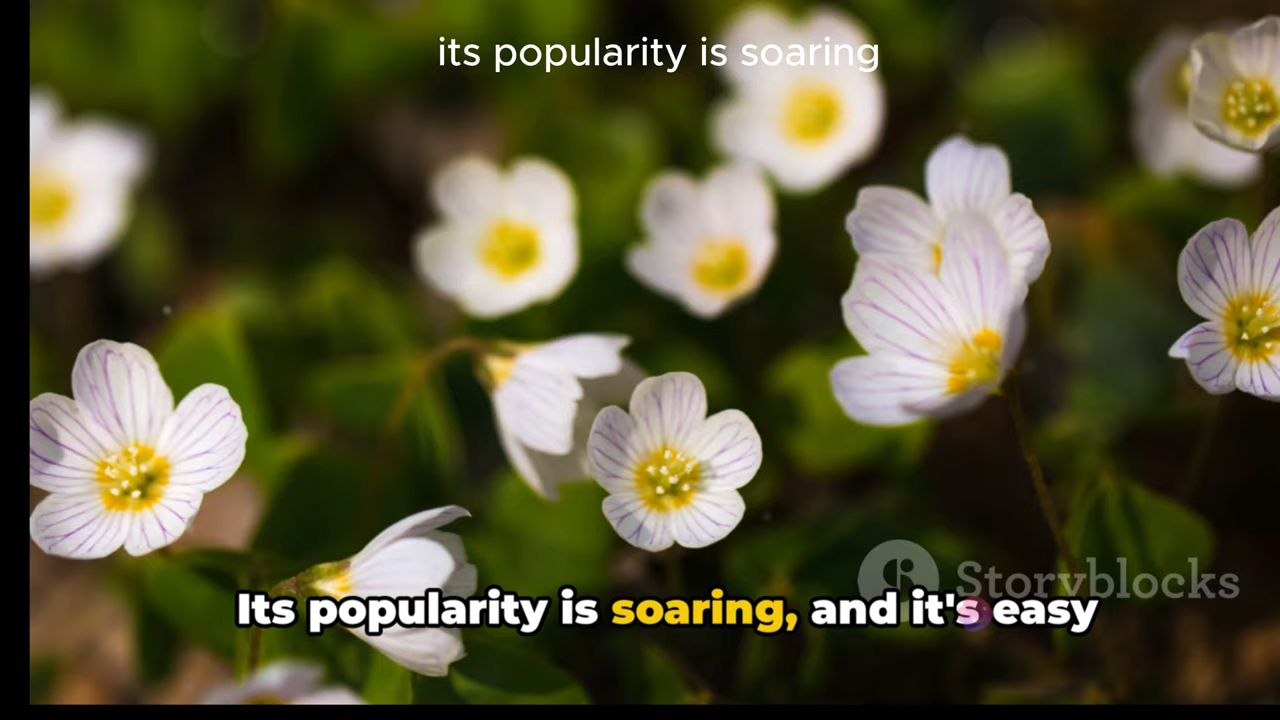 its popularity is soaring
Storyblocks
Its popularity is soaring, and it's easy